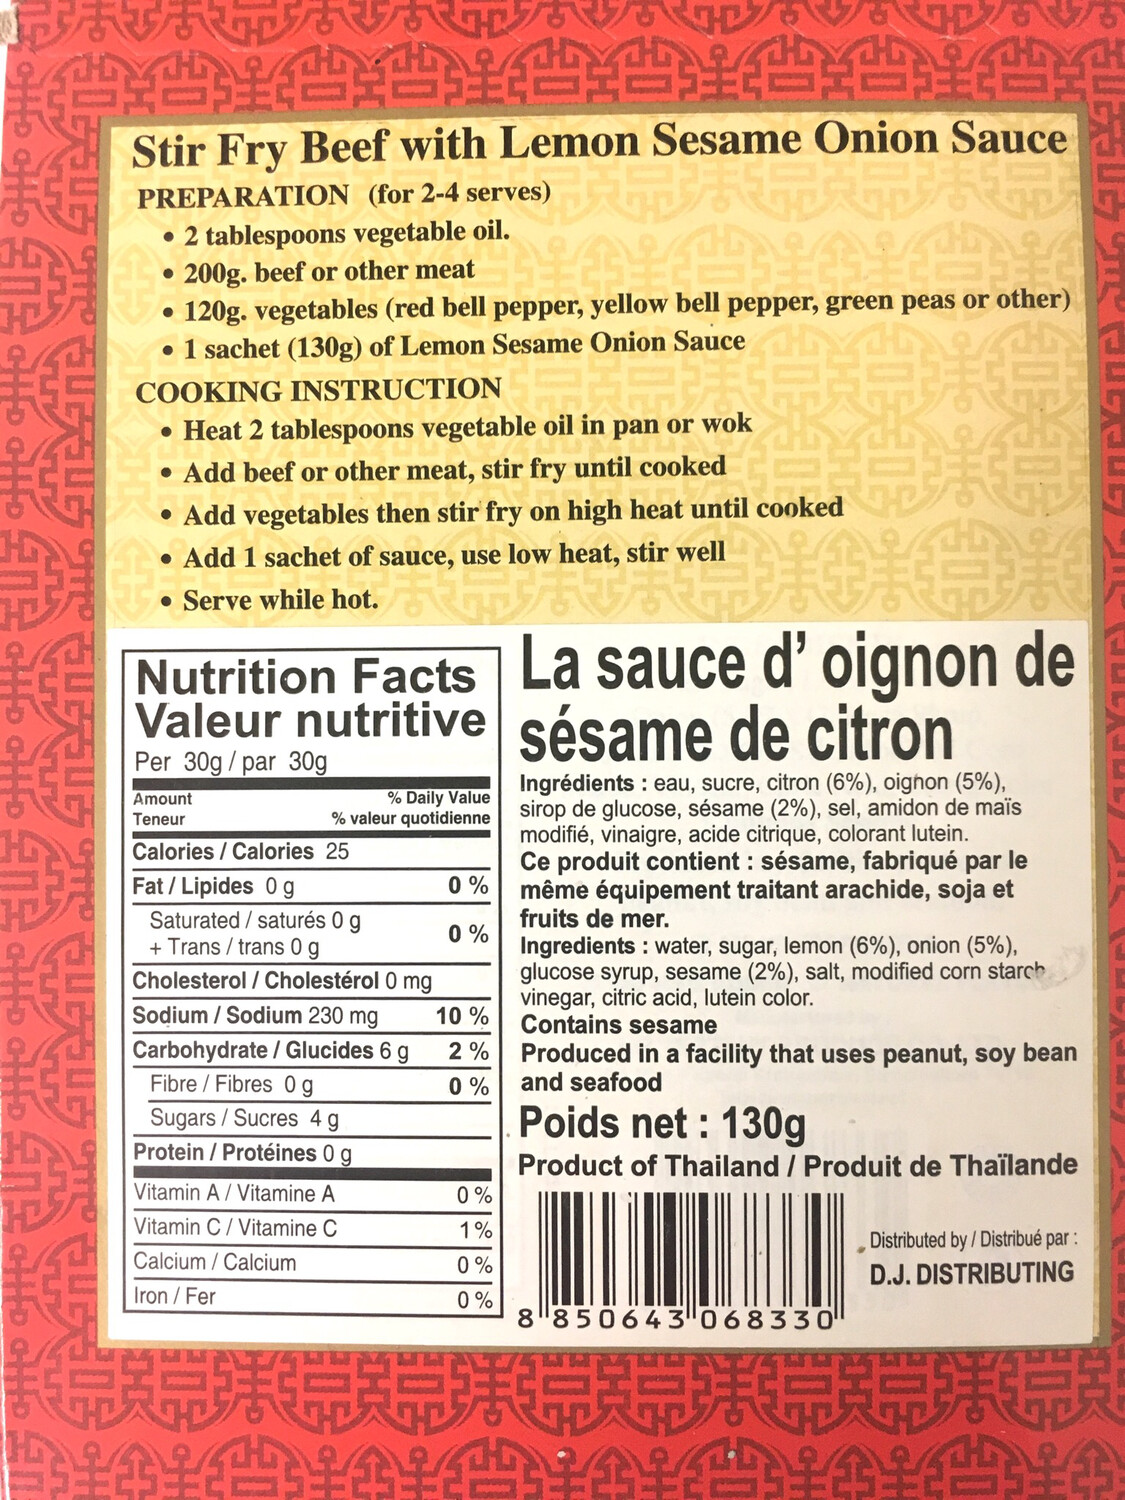 Stir Fry Beef with Lemon Sesame Onion Sauce
PREPARATION (for 2-4 serves)
• 2 tablespoons vegetable oil.
• 200g. beef or other meat
• 120g. vegetables (red bell pepper, yellow bell pepper, green peas or other)
• 1 sachet (130g) of Lemon Sesame Onion Sauce
COOKING INSTRUCTION
• Heat 2 tablespoons vegetable oil in pan or wok
• Add beef or other meat, stir fry until cooked
• Add vegetables then stir fry on high heat until cooked
• Add 1 sachet of sauce, use low heat, stir well
• Serve while hot.
Nutrition Facts
Valeur nutritive
Per 30g / par 30g
Amount % Daily Value
Teneur % valeur quotidienne
Calories / Calories 25
Fat / Lipides 0 g 0 %
Saturated / saturés 0 g
+ Trans / trans 0 g 0 %
Cholesterol / Cholestérol 0 mg
Sodium / Sodium 230 mg 10 %
Carbohydrate / Glucides 6 g 2 %
Fibre / Fibres 0 g 0 %
Sugars / Sucres 4 g
Protein / Protéines 0 g
Vitamin A / Vitamine A 0 %
Vitamin C / Vitamine C 1 %
Calcium / Calcium 0 %
Iron / Fer 0 %
La sauce d' oignon de
sésame de citron
Ingrédients : eau, sucre, citron (6%), oignon (5%),
sirop de glucose, sésame (2%), sel, amidon de maïs
modifié, vinaigre, acide citrique, colorant lutein.
Ce produit contient : sésame, fabriqué par le
même équipement traitant arachide, soja et
fruits de mer.
Ingredients : water, sugar, lemon (6%), onion (5%),
glucose syrup, sesame (2%), salt, modified corn starch
vinegar, citric acid, lutein color.
Contains sesame
Produced in a facility that uses peanut, soy bean
and seafood
Poids net : 130g
Product of Thailand / Produit de Thaïlande
Distributed by / Distribué par :
D.J. DISTRIBUTING
8 850643 068330